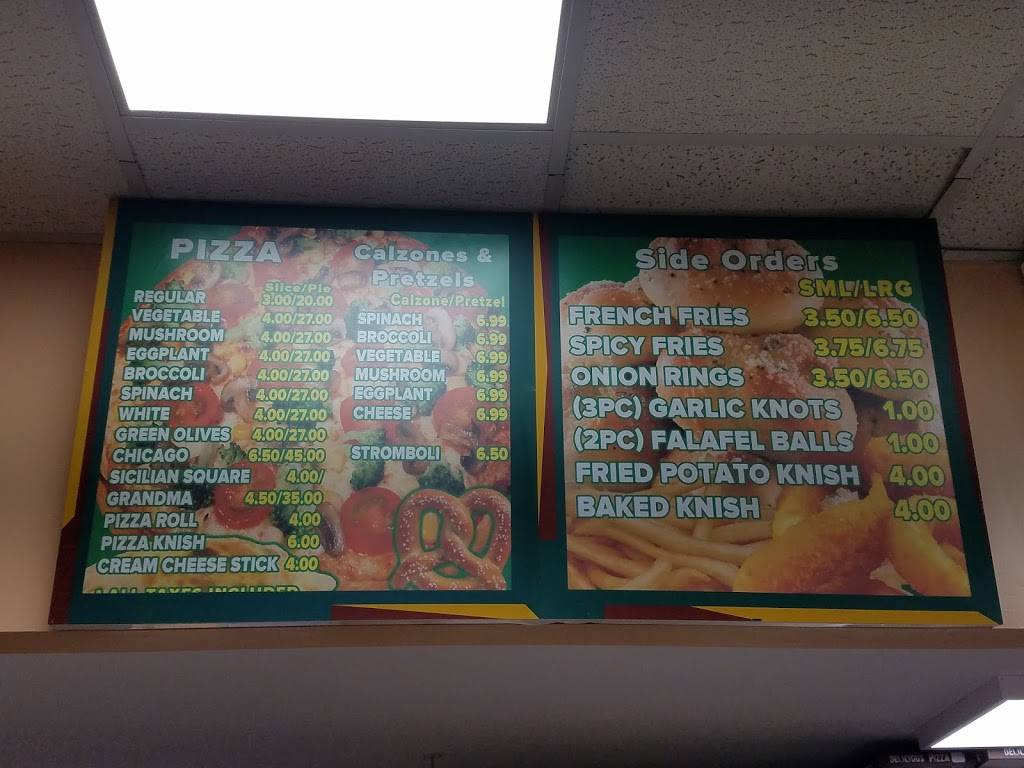 PIZZA
Slice/Pie
REGULAR 3.00/20.00
VEGETABLE 4.00/27.00
MUSHROOM 4.00/27.00
EGGPLANT 4.00/27.00
BROCCOLI 4.00/27.00
SPINACH 4.00/27.00
WHITE 4.00/27.00
GREEN OLIVES 4.00/27.00
CHICAGO 6.50/45.00
SICILIAN SQUARE 4.00/
GRANDMA 4.50/35.00
PIZZA ROLL 4.00
PIZZA KNISH 6.00
CREAM CHEESE STICK 4.00
ALL TAXES INCLUDED
Calzones &
Pretzels
Calzone/Pretzel
SPINACH 6.99
BROCCOLI 6.99
VEGETABLE 6.99
MUSHROOM 6.99
EGGPLANT 6.99
CHEESE 6.99
STROMBOLI 6.50
Side Orders
SML/LRG
FRENCH FRIES 3.50/6.50
SPICY FRIES 3.75/6.75
ONION RINGS 3.50/6.50
(3PC) GARLIC KNOTS 1.00
(2PC) FALAFEL BALLS 1.00
FRIED POTATO KNISH 4.00
BAKED KNISH 4.00
DELICIOUS PIZZA